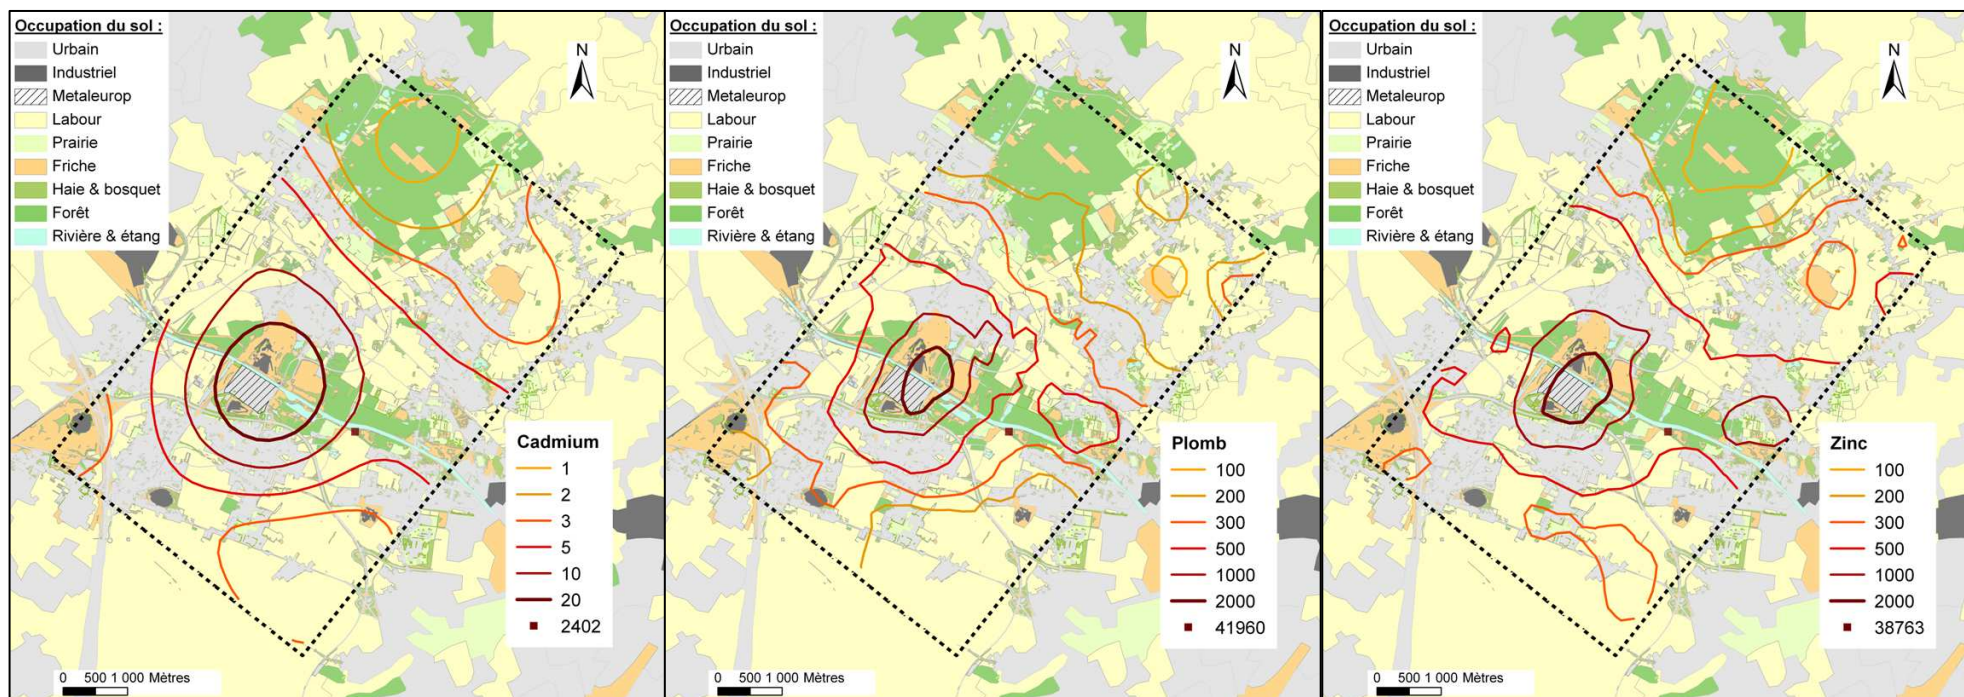 Occupation du sol :
Urbain
Industriel
Metaleurop
Labour
Prairie
Friche
Haie & bosquet
Forêt
Rivière & étang
N
Cadmium
1
2
3
5
10
20
2402
0 500 1 000 Mètres
Occupation du sol :
Urbain
Industriel
Metaleurop
Labour
Prairie
Friche
Haie & bosquet
Forêt
Rivière & étang
N
Plomb
100
200
300
500
1000
2000
41960
0 500 1 000 Mètres
Occupation du sol :
Urbain
Industriel
Metaleurop
Labour
Prairie
Friche
Haie & bosquet
Forêt
Rivière & étang
N
Zinc
100
200
300
500
1000
2000
38763
0 500 1 000 Mètres